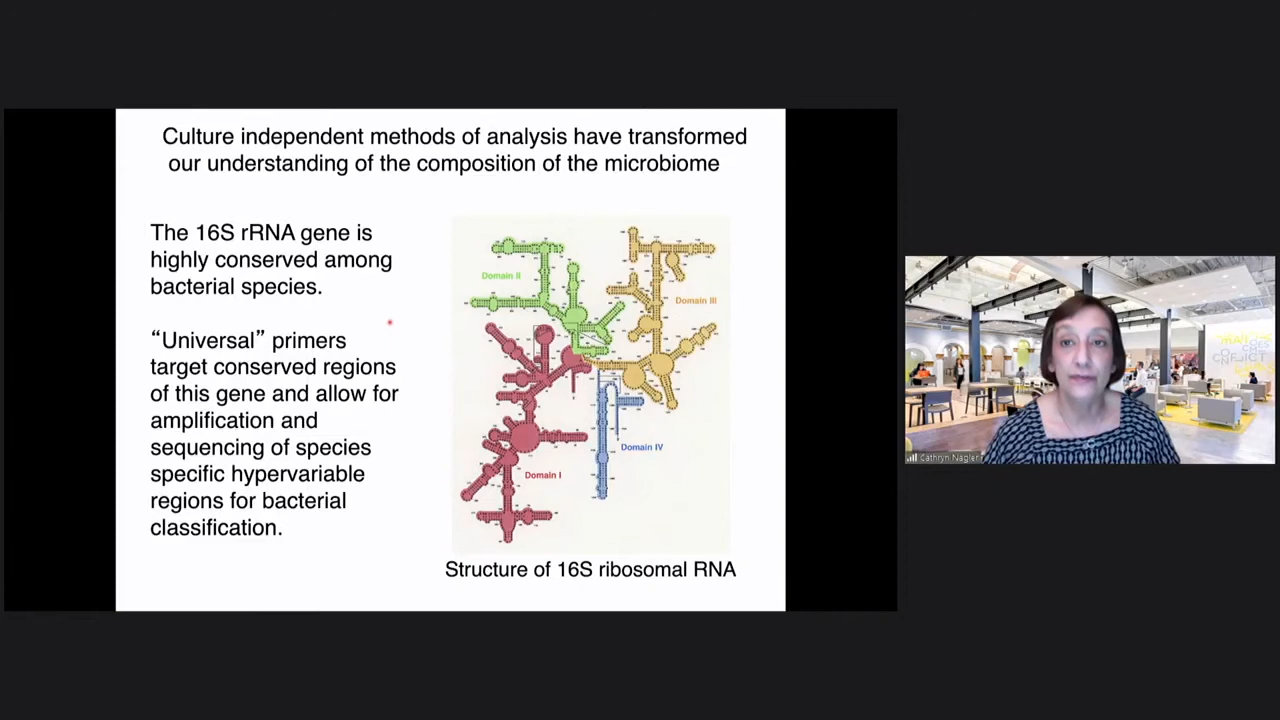 Culture independent methods of analysis have transformed
our understanding of the composition of the microbiome
The 16S rRNA gene is
highly conserved among
bacterial species.
“Universal” primers
target conserved regions
of this gene and allow for
amplification and
sequencing of species
specific hypervariable
regions for bacterial
classification.
Domain II
Domain III
Domain IV
Domain I
Structure of 16S ribosomal RNA
CONFLICT
Cathryn Nagler